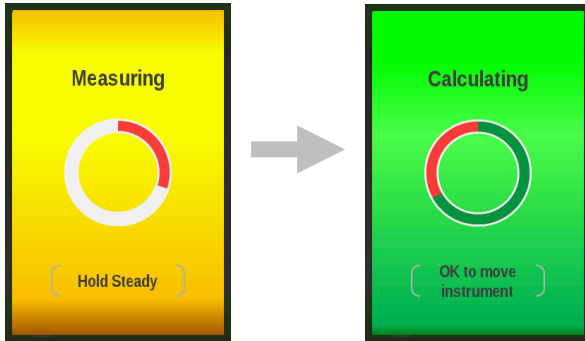 Measuring
Hold Steady
Calculating
OK to move
instrument